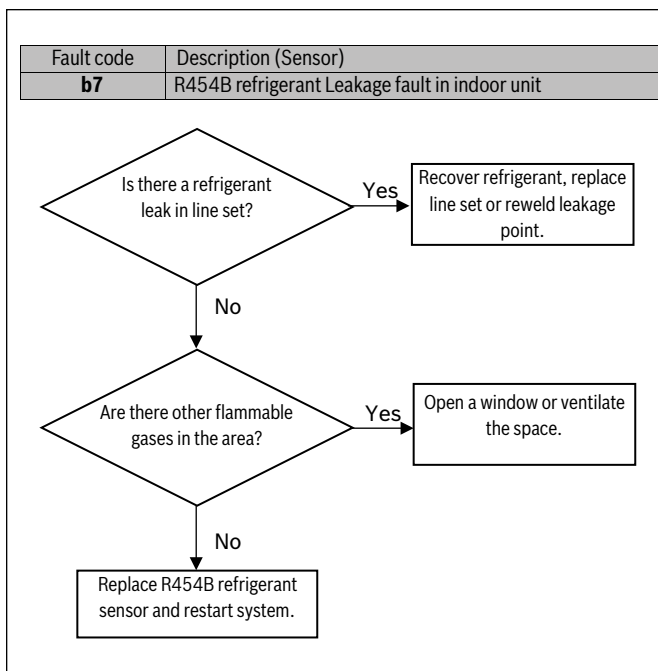 Fault code Description (Sensor)
b7 R454B refrigerant Leakage fault in indoor unit
Is there a refrigerant
leak in line set?
Yes
Recover refrigerant, replace
line set or reweld leakage
point.
No
Are there other flammable
gases in the area?
Yes
Open a window or ventilate
the space.
No
Replace R454B refrigerant
sensor and restart system.